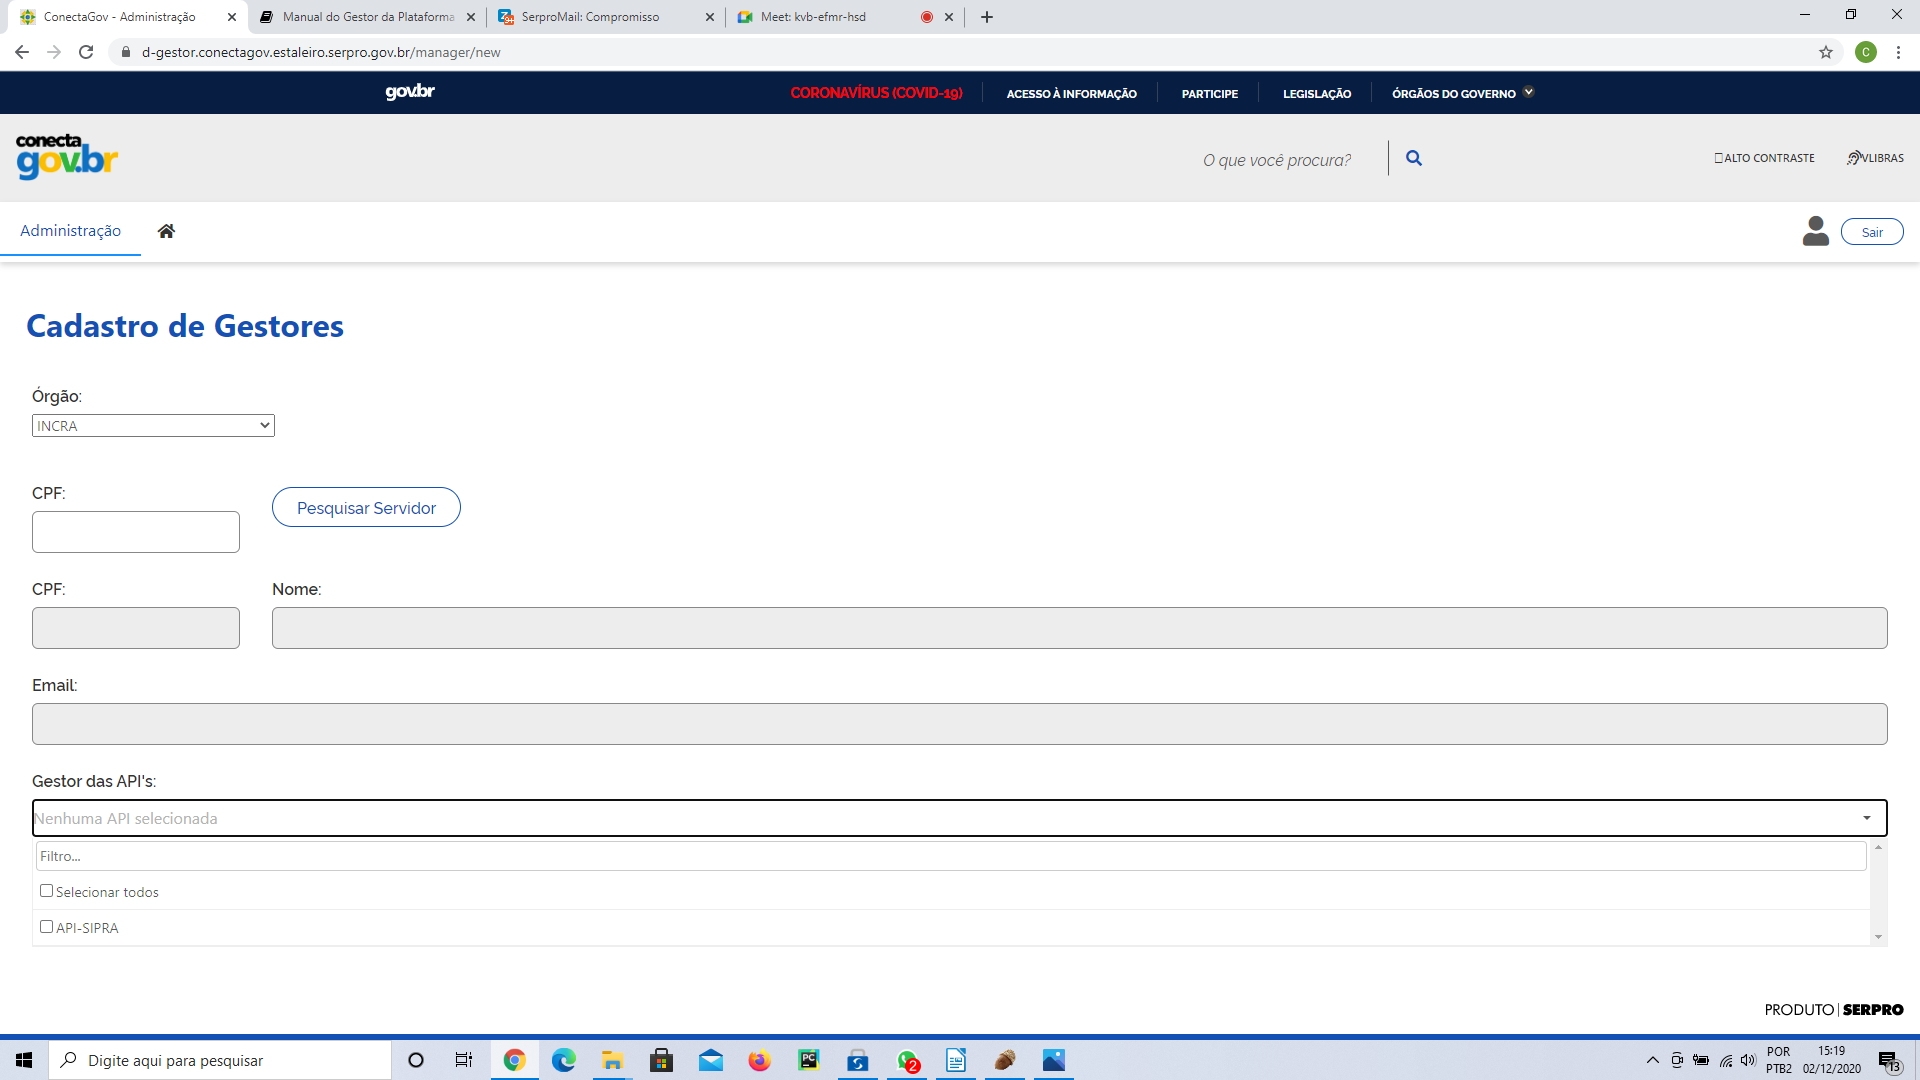 ConectaGov - Administração
Manual do Gestor da Plataforma
SerproMail: Compromisso
Meet: kvb-efmr-hsd
d-gestor.conectagov.estaleiro.serpro.gov.br/manager/new
C
gov.br
CORONAVÍRUS (COVID-19)
ACESSO À INFORMAÇÃO
PARTICIPE
LEGISLAÇÃO
ÓRGÃOS DO GOVERNO
conecta
gov.br
O que você procura?
ALTO CONTRASTE
VLIBRAS
Administração
Sair
Cadastro de Gestores
Órgão:
INCRA
CPF:
Pesquisar Servidor
CPF:
Nome:
Email:
Gestor das API's:
Nenhuma API selecionada
Filtro...
Selecionar todos
API-SIPRA
PRODUTO | SERPRO
Digite aqui para pesquisar
PC
2
POR
PTB2
15:19
02/12/2020
13